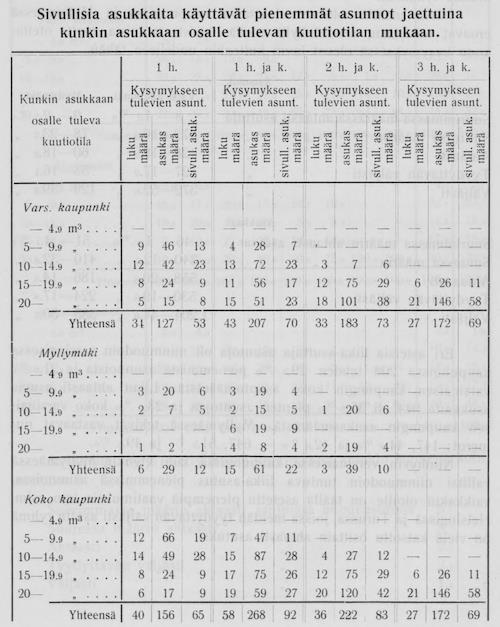 Sivullisia asukkaita käyttävät pienemmät asunnot jaettuina
kunkin asukkaan osalle tulevan kuutiotilan mukaan.
Kunkin asukkaan osalle tuleva kuutiotila | 1 h. | 1 h. ja k. | 2 h. ja k. | 3 h. ja k.
Kysymykseen tulevien asunt. | Kysymykseen tulevien asunt. | Kysymykseen tulevien asunt. | Kysymykseen tulevien asunt.
luku määrä | asukas määrä | sivull. asuk. määrä | luku määrä | asukas määrä | sivull. asuk. määrä | luku määrä | asukas määrä | sivull. asuk. määrä | luku määrä | asukas määrä | sivull. asuk. määrä
Vars. kaupunki
— 4.9 m³ . . . . — — — — — — — — — — — —
5— 9.9 „ . . . . 9 46 13 4 28 7 — — — — —
10—14.9 „ . . . . 12 42 23 13 72 23 3 7 6 — — —
15—19.9 „ . . . . 8 24 9 11 56 17 12 75 29 6 26 11
20— „ . . . . 5 15 8 15 51 23 18 101 38 21 146 58
Yhteensä 34 127 53 43 207 70 33 183 73 27 172 69
Myllymäki
— 4.9 m³ . . . . — — — — — — — — — — — —
5— 9.9 „ . . . . 3 20 6 3 19 4 — — — — — —
10—14.9 „ . . . . 2 7 5 2 15 5 1 20 6 — — —
15—19.9 „ . . . . — — — 6 19 9 — — — — — —
20— „ . . . . 1 2 1 4 8 4 2 19 4 — — —
Yhteensä 6 29 12 15 61 22 3 39 10 — — —
Koko kaupunki
— 4.9 m³ . . . . — — — — — — — — — — — —
5— 9.9 „ . . . . 12 66 19 7 47 11 — — — — — —
10—14.9 „ . . . . 14 49 28 15 87 28 4 27 12 — — —
15—19.9 „ . . . . 8 24 9 17 75 26 12 75 29 6 26 11
20— „ . . . . 6 17 9 19 59 27 20 120 42 21 146 58
Yhteensä 40 156 65 58 268 92 36 222 83 27 172 69